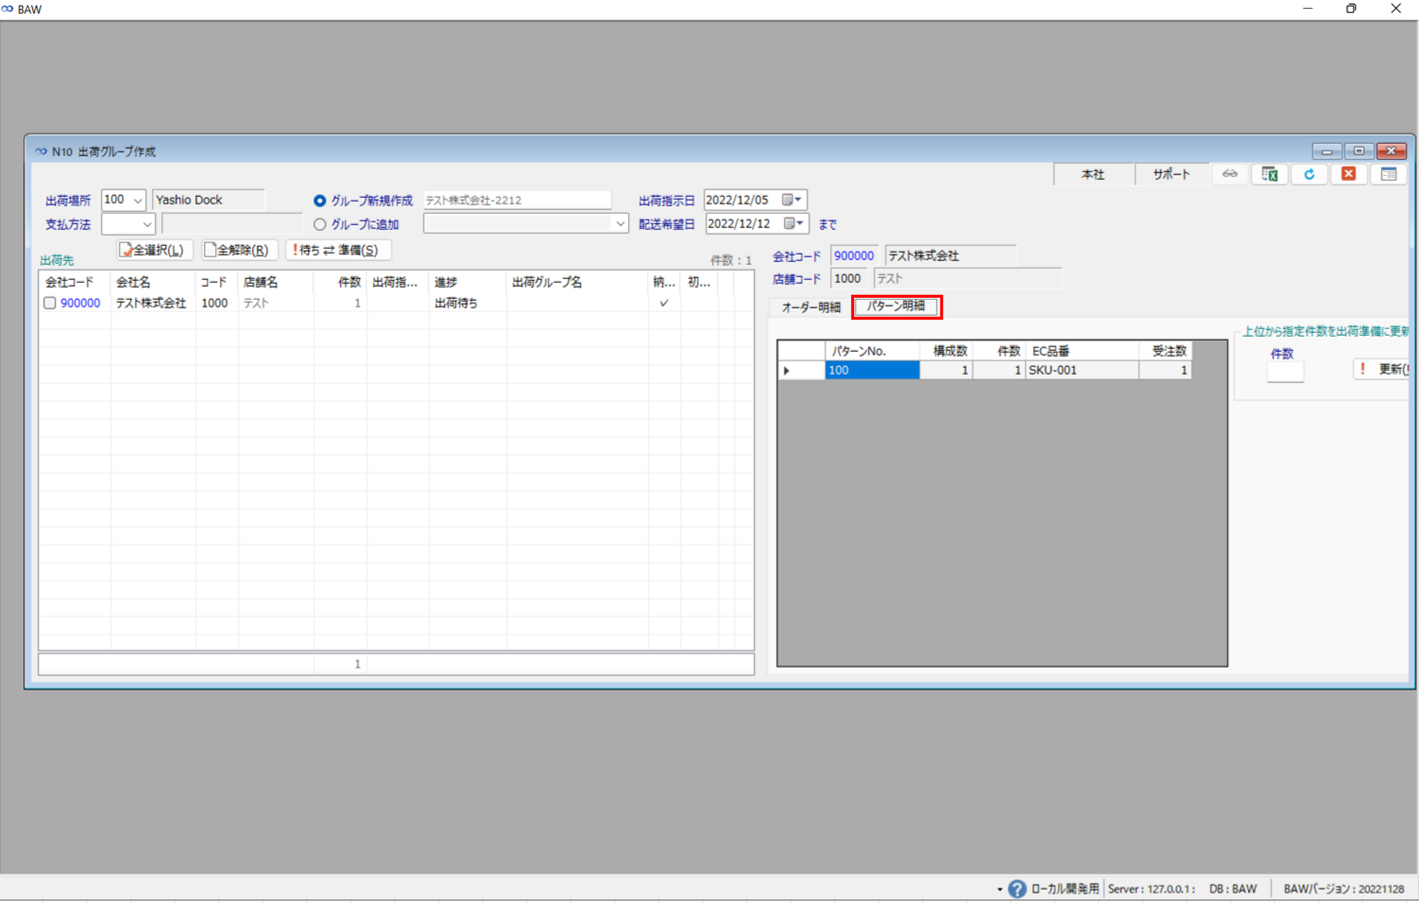 BAW
N10 出荷グループ作成
本社 サポート
出荷場所 100 Yashio Dock グループ新規作成 テスト株式会社-2212 出荷指示日 2022/12/05
支払方法 グループに追加 配送希望日 2022/12/12 まで
全選択(L) 全解除(R) !待ち ⇄ 準備(S)
出荷先 件数 : 1
会社コード 900000 テスト株式会社
店舗コード 1000 テスト
会社コード 会社名 コード 店舗名 件数 出荷指... 進捗 出荷グループ名 納... 初...
900000 テスト株式会社 1000 テスト 1 出荷待ち ✓
1
オーダー明細 パターン明細
パターンNo. 構成数 件数 EC品番 受注数
100 1 1 SKU-001 1
上位から指定件数を出荷準備に更新
件数
! 更新(
ローカル開発用 Server : 127.0.0.1 : DB : BAW BAWバージョン : 20221128